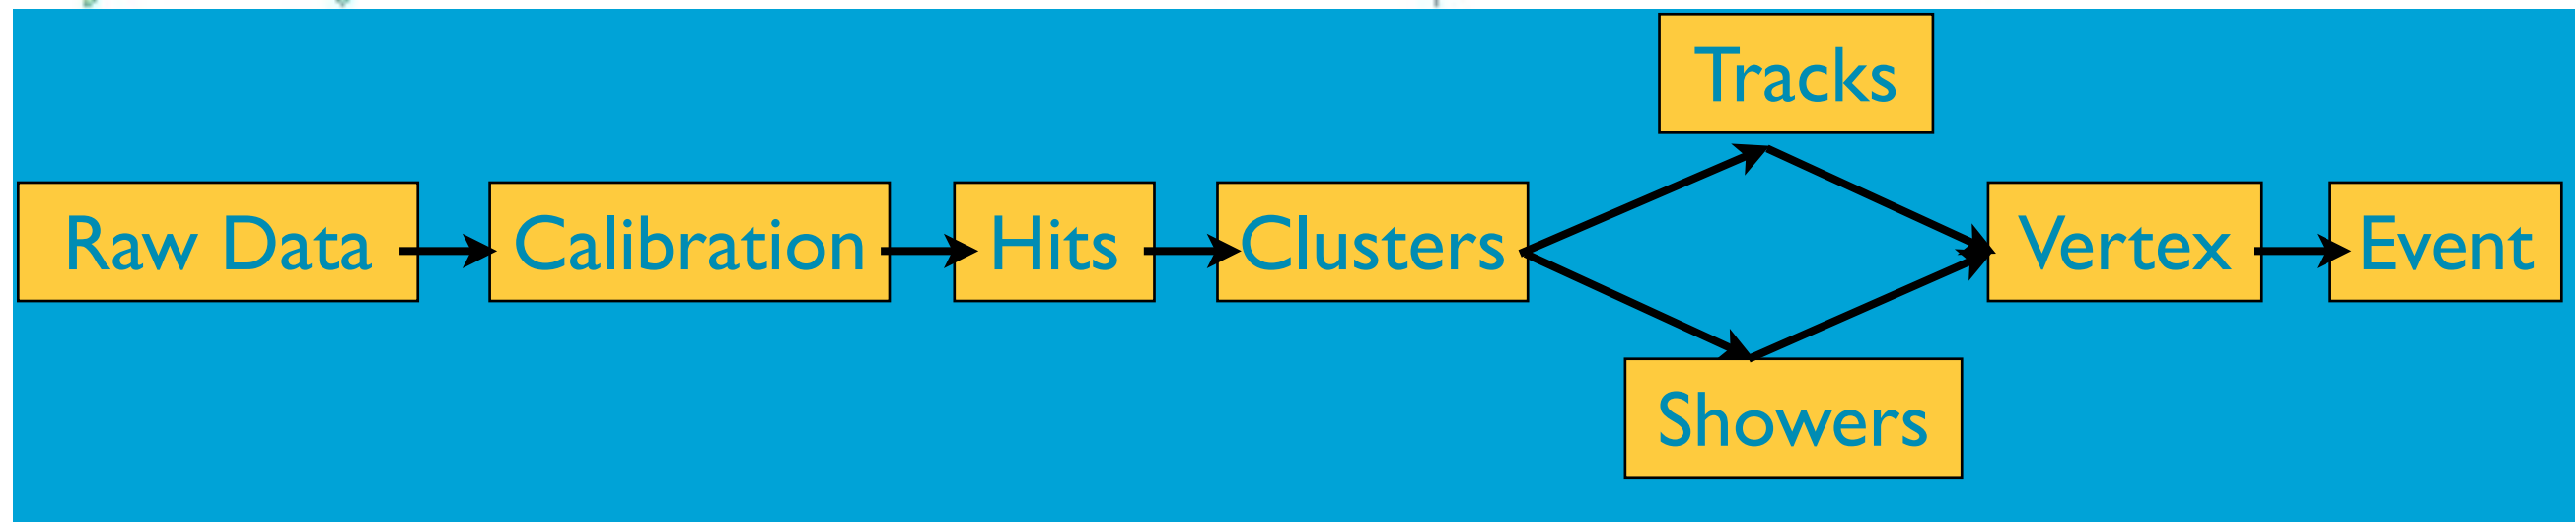 Raw Data
Calibration
Hits
Clusters
Tracks
Showers
Vertex
Event